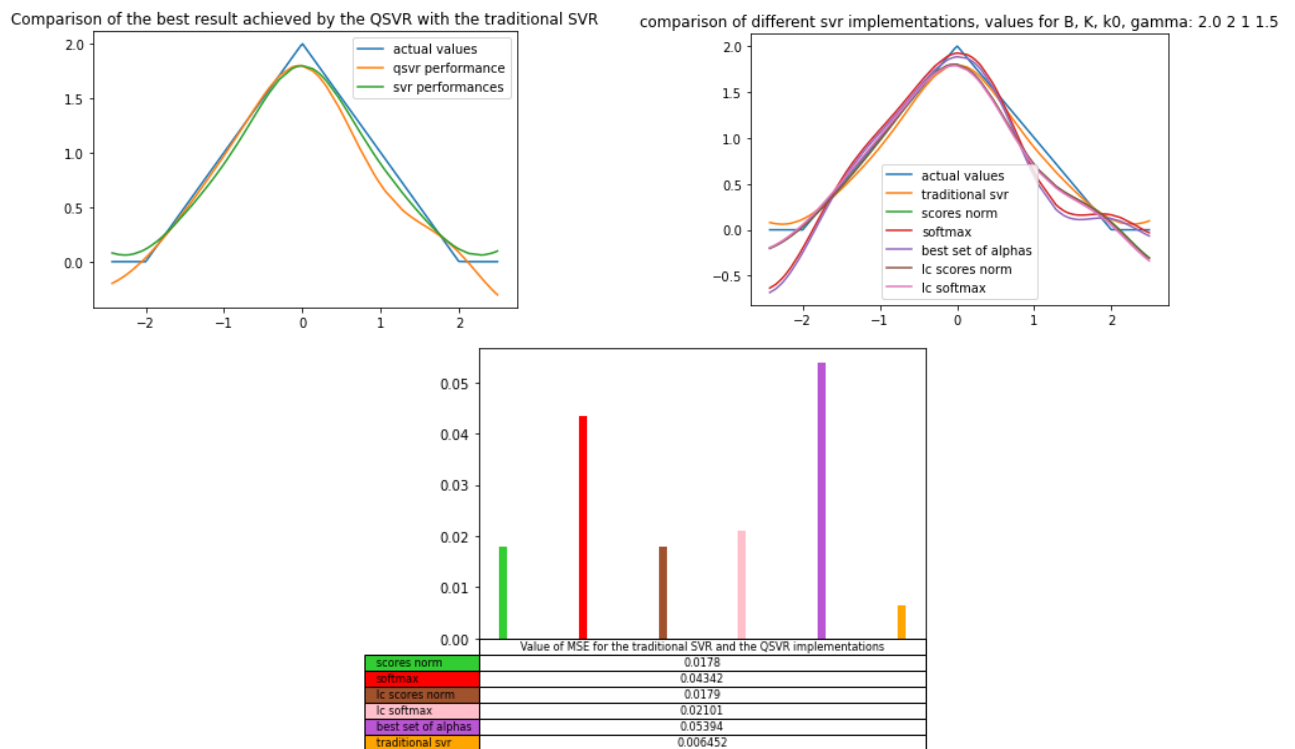 Comparison of the best result achieved by the QSVR with the traditional SVR
2.0
1.5
1.0
0.5
0.0
−2
−1
0
1
2
actual values
qsvr performance
svr performances
comparison of different svr implementations, values for B, K, k0, gamma: 2.0 2 1 1.5
2.0
1.5
1.0
0.5
0.0
−0.5
−2
−1
0
1
2
actual values
traditional svr
scores norm
softmax
best set of alphas
lc scores norm
lc softmax
0.05
0.04
0.03
0.02
0.01
0.00
Value of MSE for the traditional SVR and the QSVR implementations
scores norm 0.0178
softmax 0.04342
lc scores norm 0.0179
lc softmax 0.02101
best set of alphas 0.05394
traditional svr 0.006452